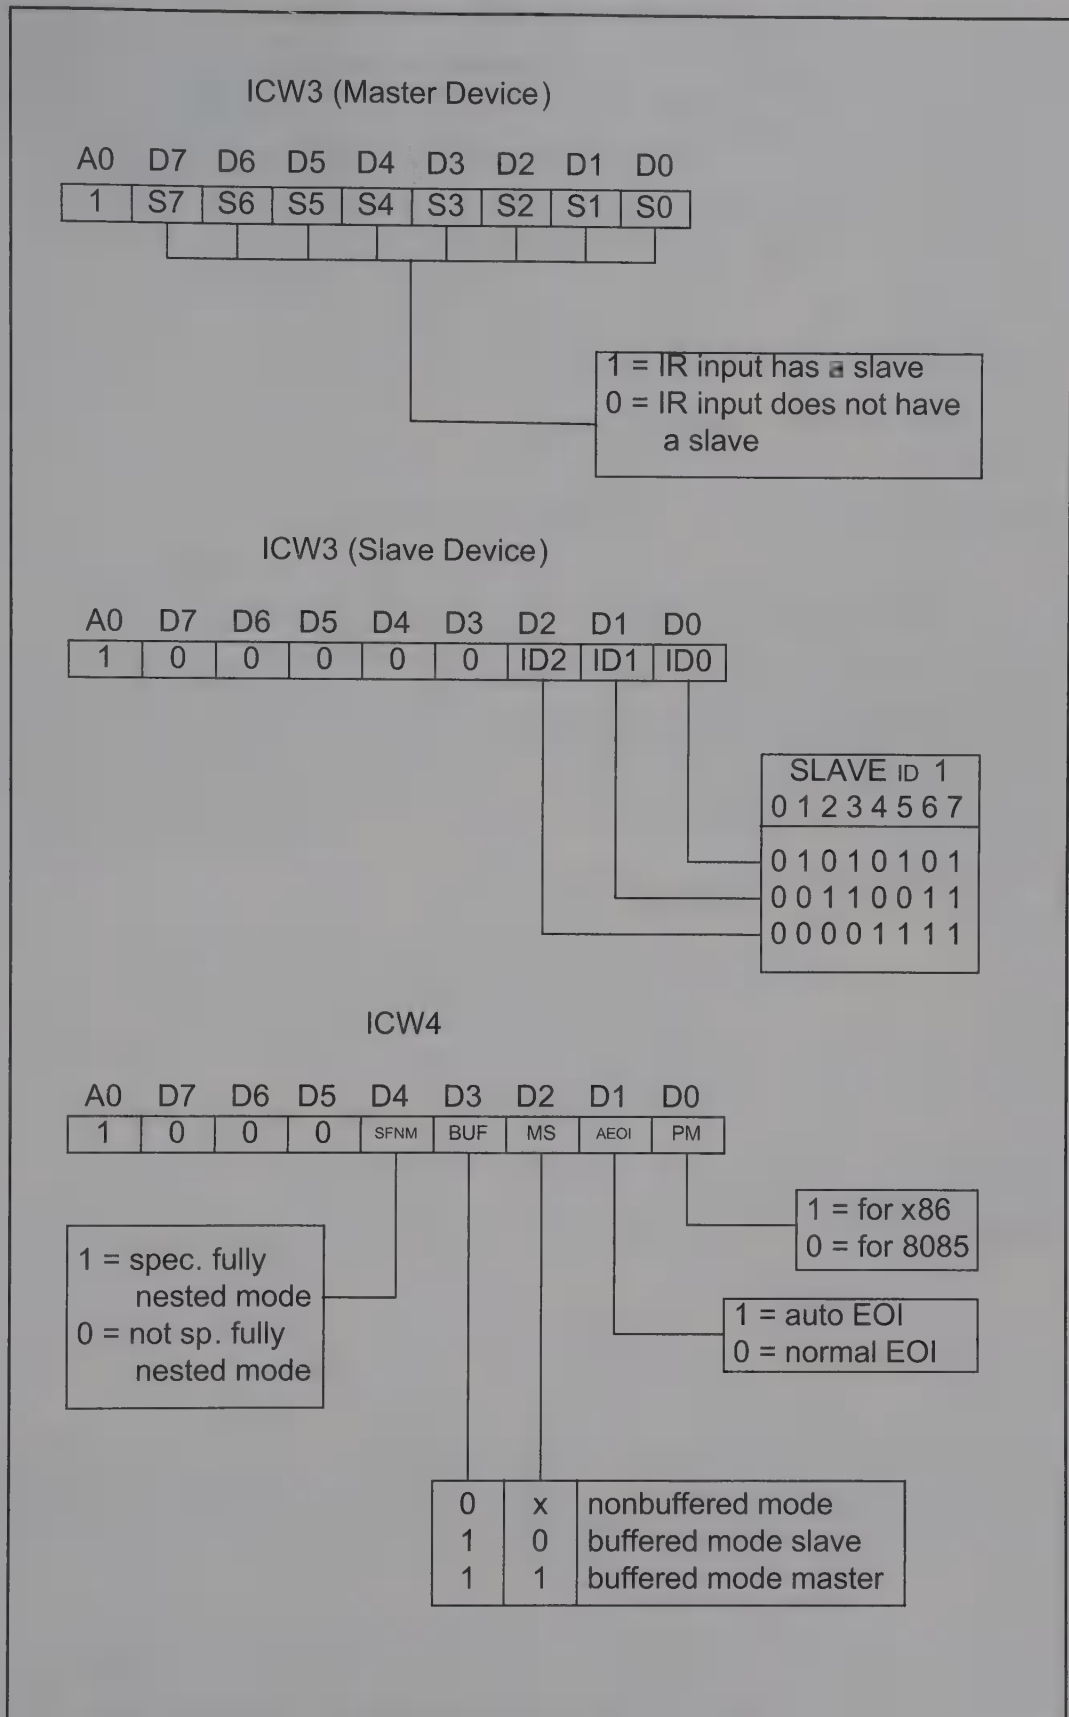 ICW3 (Master Device)
A0 D7 D6 D5 D4 D3 D2 D1 D0
1 S7 S6 S5 S4 S3 S2 S1 S0
1 = IR input has a slave
0 = IR input does not have
a slave
ICW3 (Slave Device)
A0 D7 D6 D5 D4 D3 D2 D1 D0
1 0 0 0 0 0 ID2 ID1 ID0
SLAVE ID 1
0 1 2 3 4 5 6 7
0 1 0 1 0 1 0 1
0 0 1 1 0 0 1 1
0 0 0 0 1 1 1 1
ICW4
A0 D7 D6 D5 D4 D3 D2 D1 D0
1 0 0 0 SFNM BUF MS AEOI PM
1 = for x86
0 = for 8085
1 = spec. fully
nested mode
0 = not sp. fully
nested mode
1 = auto EOI
0 = normal EOI
0 x nonbuffered mode
1 0 buffered mode slave
1 1 buffered mode master